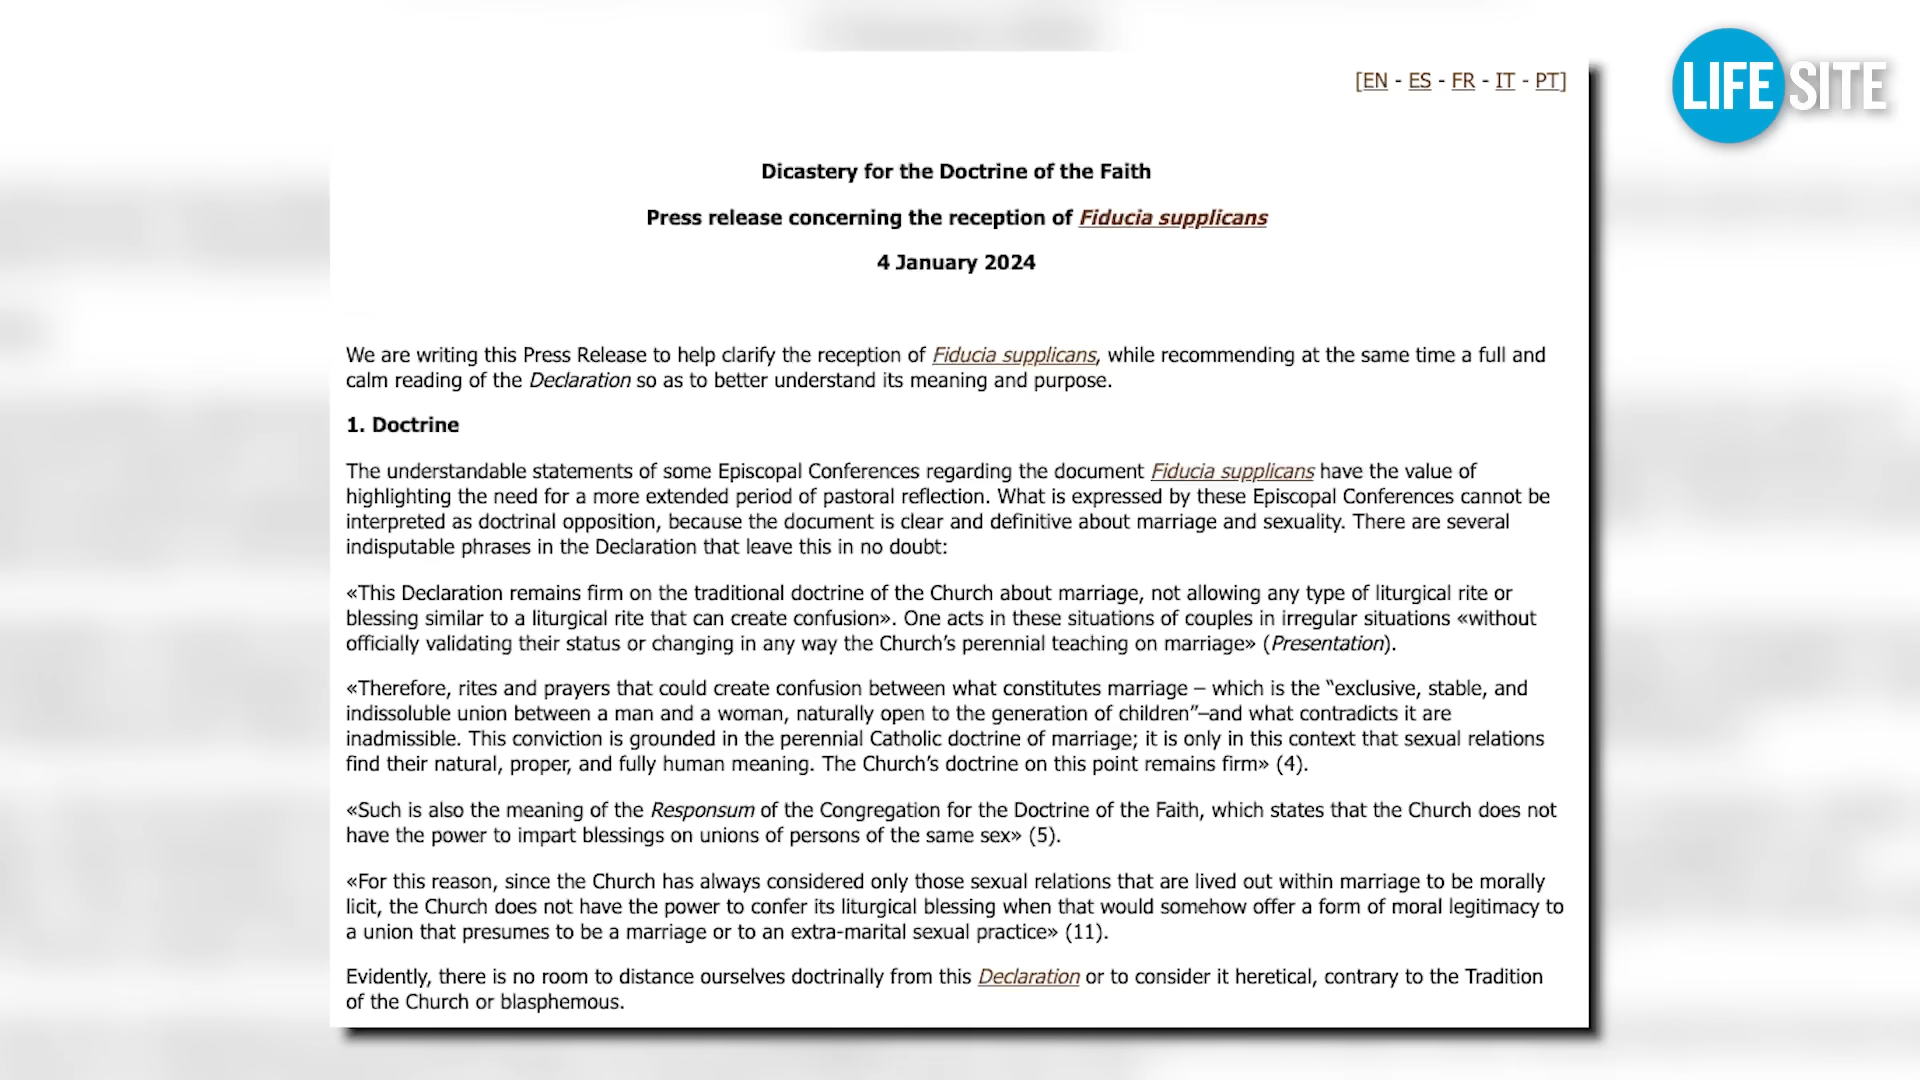 LIFE SITE
[EN - ES - FR - IT - PT]
Dicastery for the Doctrine of the Faith
Press release concerning the reception of Fiducia supplicans
4 January 2024
We are writing this Press Release to help clarify the reception of Fiducia supplicans, while recommending at the same time a full and
calm reading of the Declaration so as to better understand its meaning and purpose.
1. Doctrine
The understandable statements of some Episcopal Conferences regarding the document Fiducia supplicans have the value of
highlighting the need for a more extended period of pastoral reflection. What is expressed by these Episcopal Conferences cannot be
interpreted as doctrinal opposition, because the document is clear and definitive about marriage and sexuality. There are several
indisputable phrases in the Declaration that leave this in no doubt:
«This Declaration remains firm on the traditional doctrine of the Church about marriage, not allowing any type of liturgical rite or
blessing similar to a liturgical rite that can create confusion». One acts in these situations of couples in irregular situations «without
officially validating their status or changing in any way the Church’s perennial teaching on marriage» (Presentation).
«Therefore, rites and prayers that could create confusion between what constitutes marriage – which is the “exclusive, stable, and
indissoluble union between a man and a woman, naturally open to the generation of children”–and what contradicts it are
inadmissible. This conviction is grounded in the perennial Catholic doctrine of marriage; it is only in this context that sexual relations
find their natural, proper, and fully human meaning. The Church’s doctrine on this point remains firm» (4).
«Such is also the meaning of the Responsum of the Congregation for the Doctrine of the Faith, which states that the Church does not
have the power to impart blessings on unions of persons of the same sex» (5).
«For this reason, since the Church has always considered only those sexual relations that are lived out within marriage to be morally
licit, the Church does not have the power to confer its liturgical blessing when that would somehow offer a form of moral legitimacy to
a union that presumes to be a marriage or to an extra-marital sexual practice» (11).
Evidently, there is no room to distance ourselves doctrinally from this Declaration or to consider it heretical, contrary to the Tradition
of the Church or blasphemous.